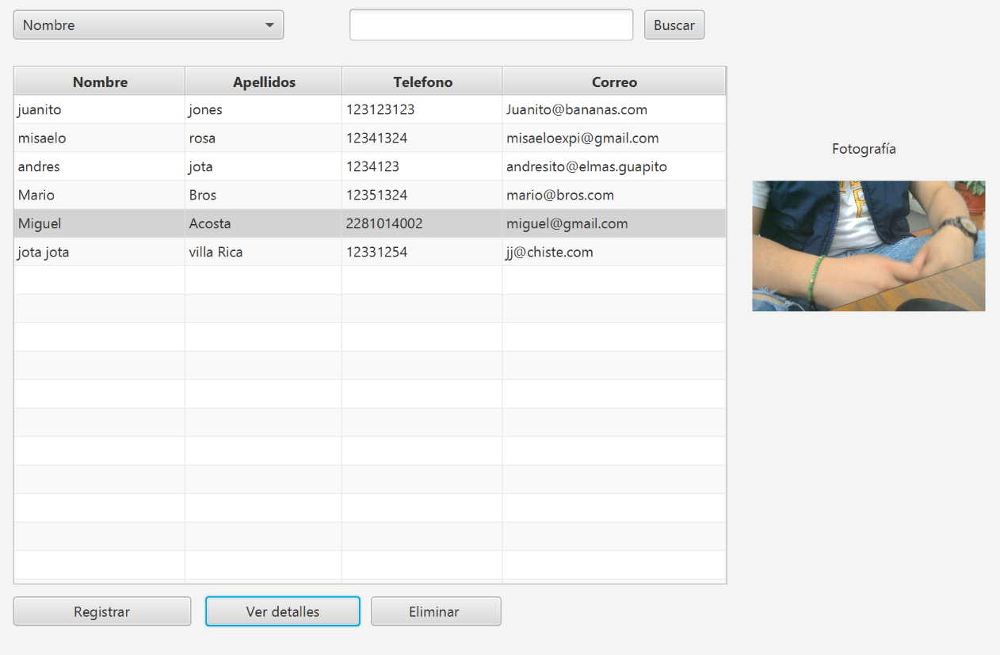 Nombre Buscar
Nombre Apellidos Telefono Correo
juanito jones 123123123 Juanito@bananas.com
misaelo rosa 12341324 misaeloexpi@gmail.com
Fotografía
andres jota 1234123 andresito@elmas.guapito
Mario Bros 12351324 mario@bros.com
Miguel Acosta 2281014002 miguel@gmail.com
jota jota villa Rica 12331254 jj@chiste.com
Registrar Ver detalles Eliminar